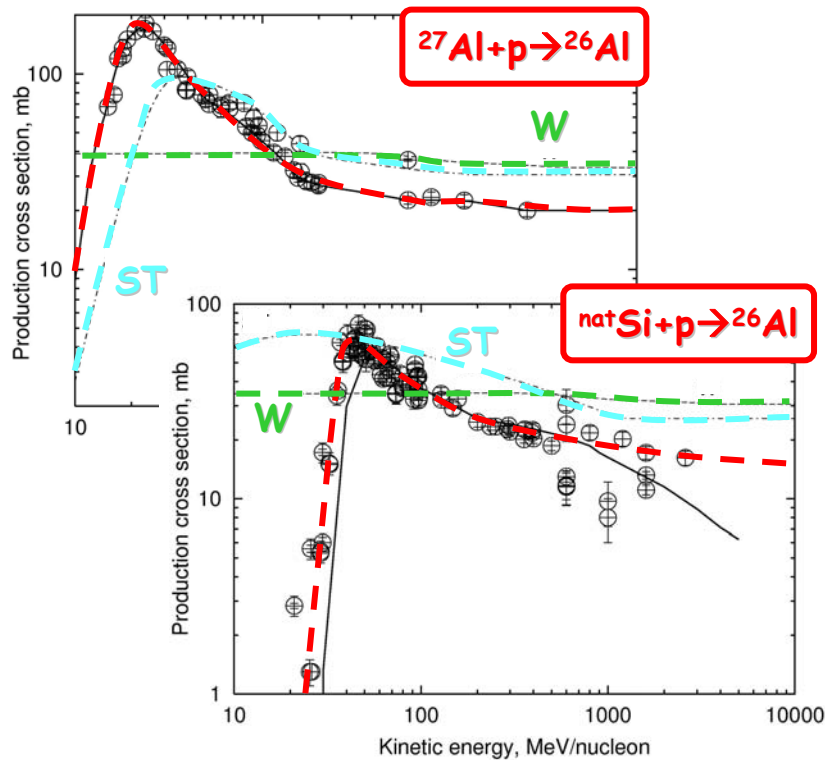 ²⁷Al+p→²⁶Al
Production cross section, mb
100
10
W
ST
10
natSi+p→²⁶Al
Production cross section, mb
100
10
1
ST
W
10
100
1000
10000
Kinetic energy, MeV/nucleon